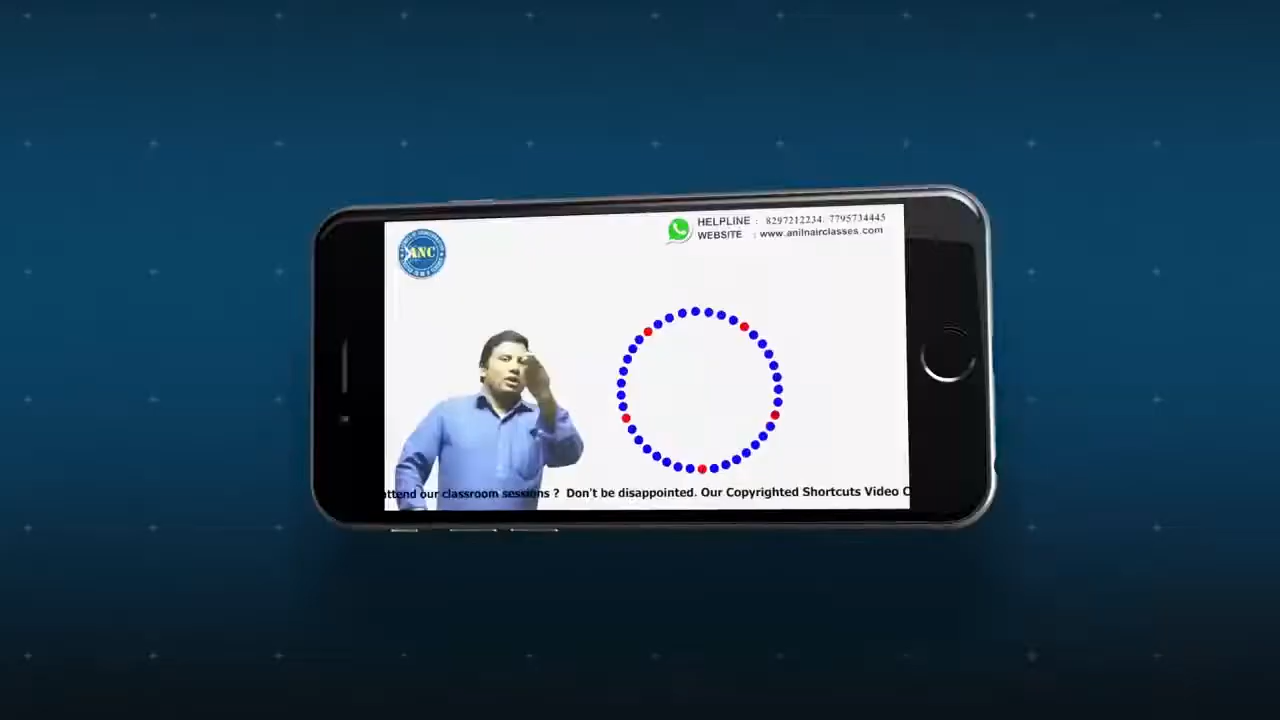 HELPLINE : 8297212234. 7795734445
WEBSITE : www.anilnairclasses.com
ANC
attend our classroom sessions ? Don't be disappointed. Our Copyrighted Shortcuts Video C